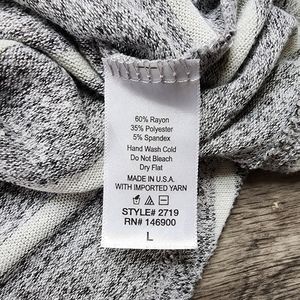 60% Rayon
35% Polyester
5% Spandex
Hand Wash Cold
Do Not Bleach
Dry Flat
MADE IN U.S.A.
WITH IMPORTED YARN
STYLE# 2719
RN# 146900
L